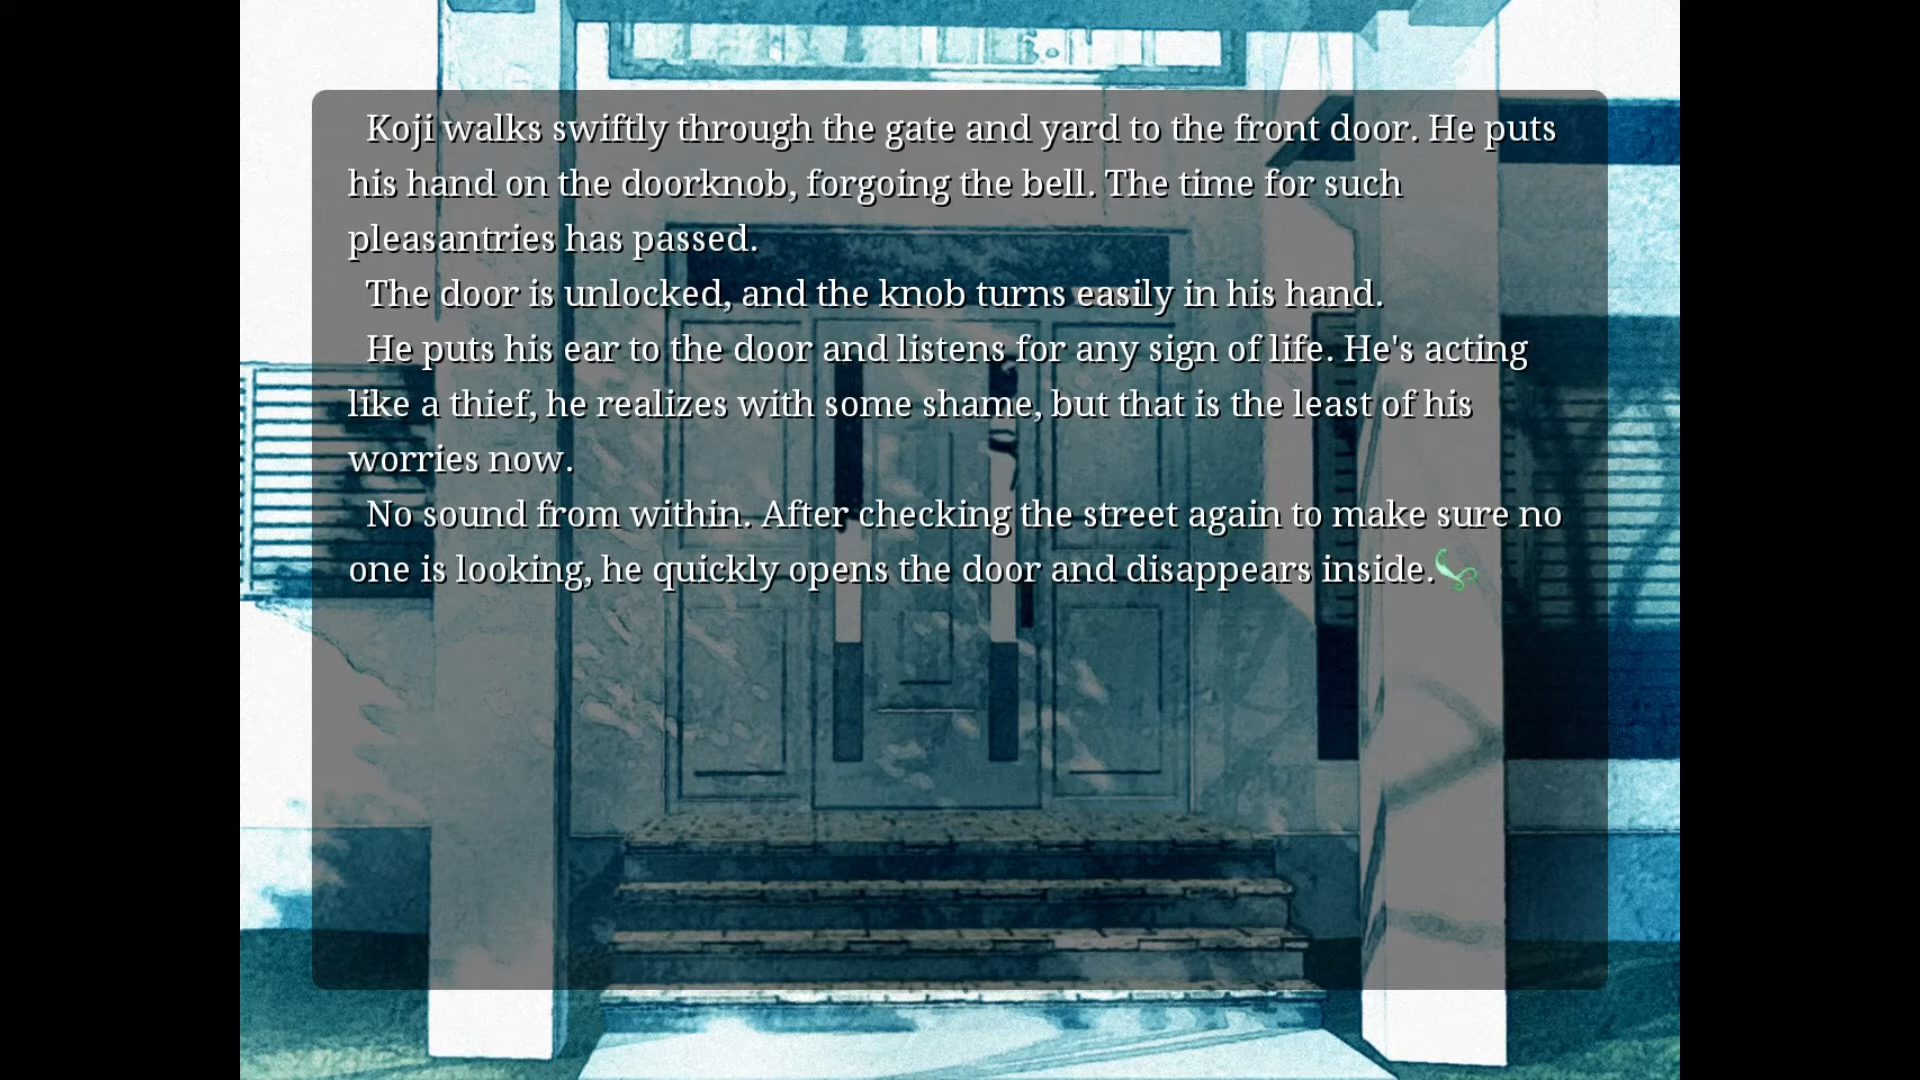 Koji walks swiftly through the gate and yard to the front door. He puts
his hand on the doorknob, forgoing the bell. The time for such
pleasantries has passed.
The door is unlocked, and the knob turns easily in his hand.
He puts his ear to the door and listens for any sign of life. He's acting
like a thief, he realizes with some shame, but that is the least of his
worries now.
No sound from within. After checking the street again to make sure no
one is looking, he quickly opens the door and disappears inside.